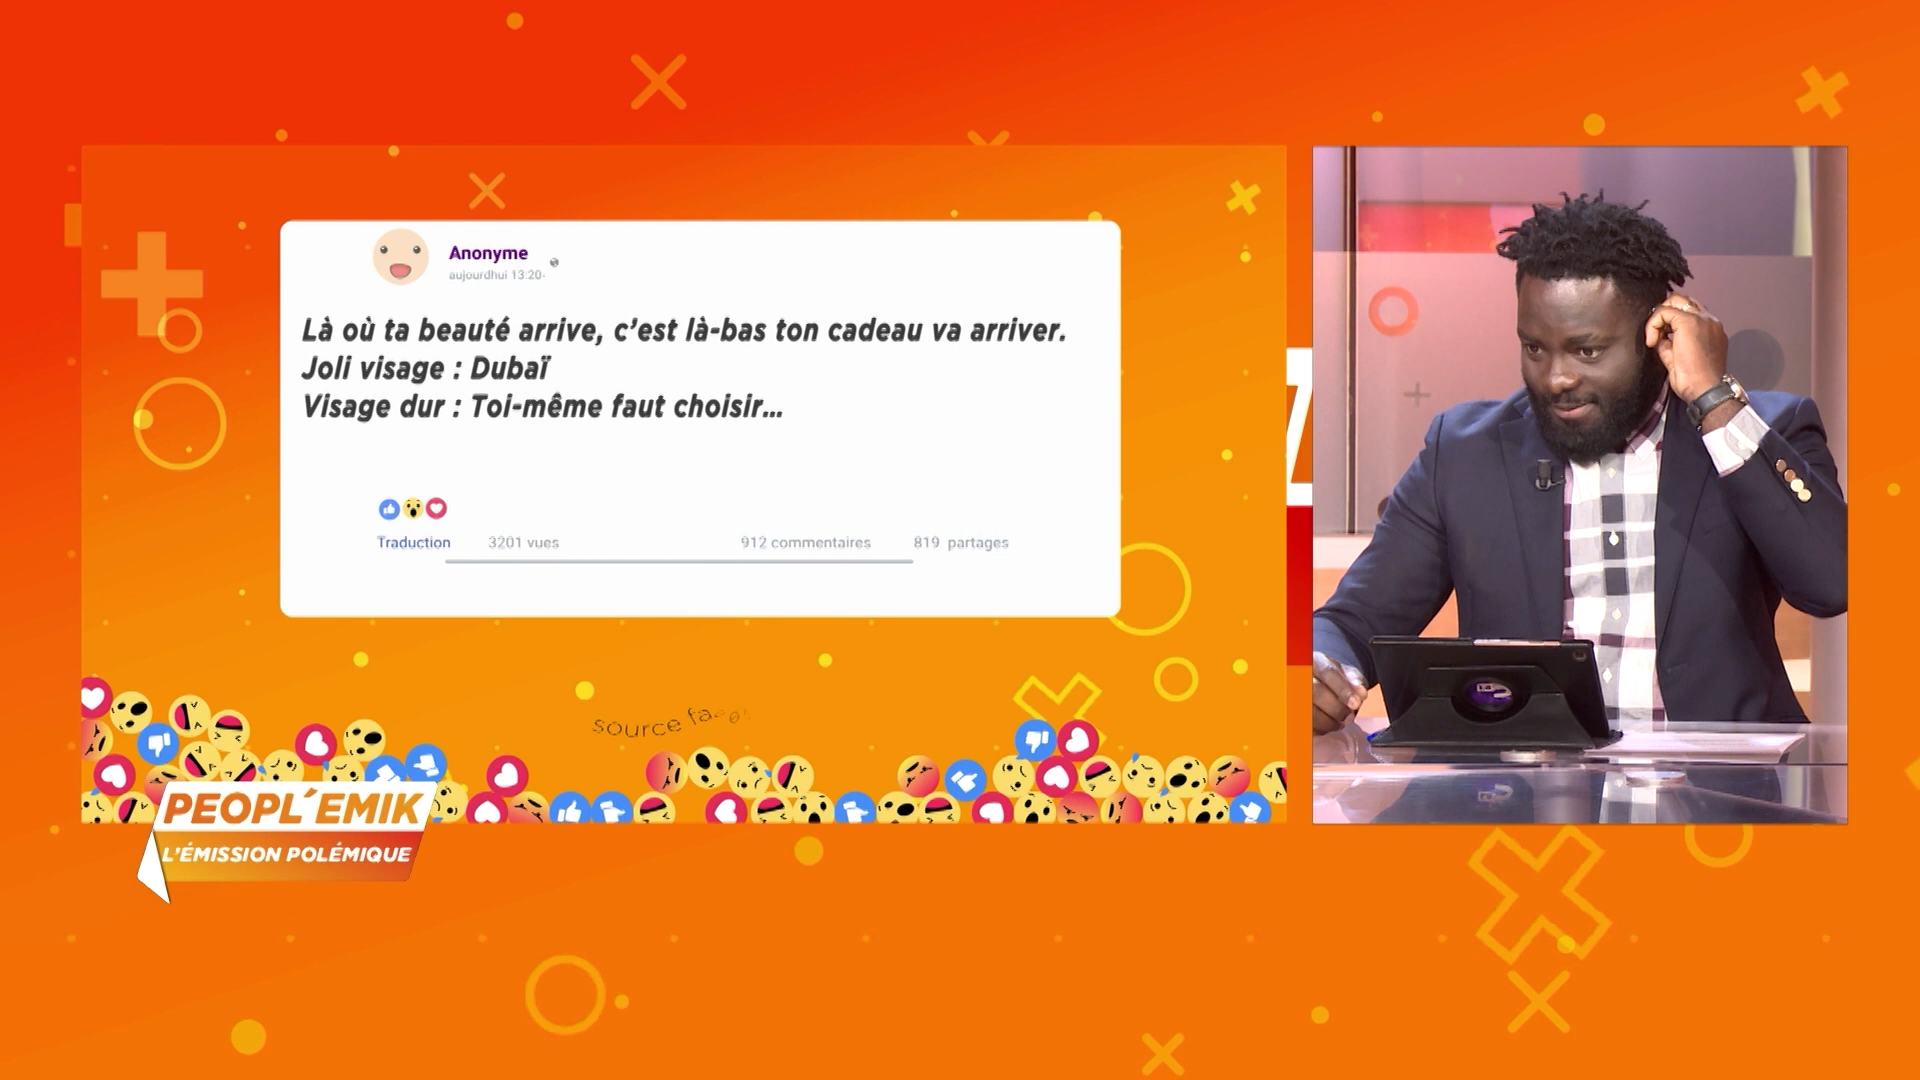 Anonyme
aujourdhui 13:20
Là où ta beauté arrive, c’est là-bas ton cadeau va arriver.
Joli visage : Dubaï
Visage dur : Toi-même faut choisir...
Traduction 3201 vues 912 commentaires 819 partages
source
PEOPL´EMIK
L’ÉMISSION POLÉMIQUE
7